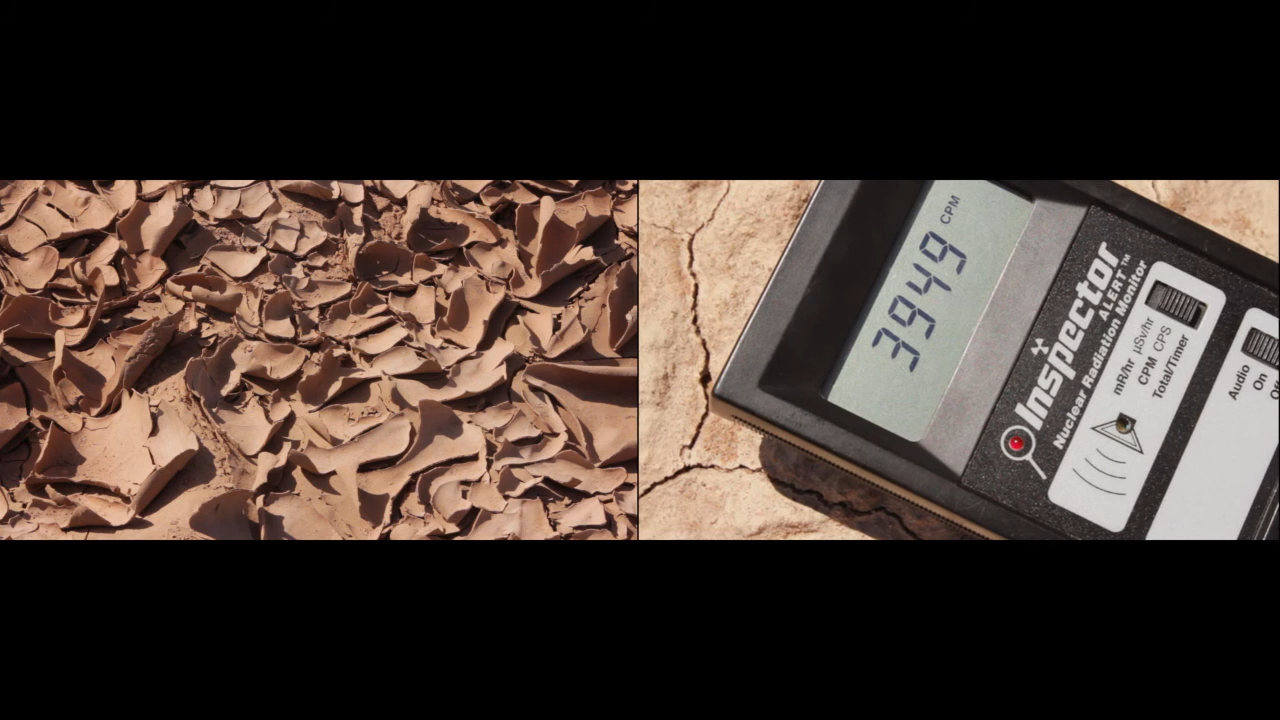 3949 CPM
Inspector
ALERT™
Nuclear Radiation Monitor
mR/hr µSv/hr
CPM CPS
Total/Timer
Audio
On